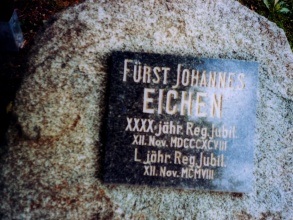 FÜRST JOHANNES
EICHEN
XXXX. jähr. Reg. Jubil.
XII. Nov. MDCCCXCVIII
L. jähr. Reg. Jubil.
XII. Nov. MCMVIII